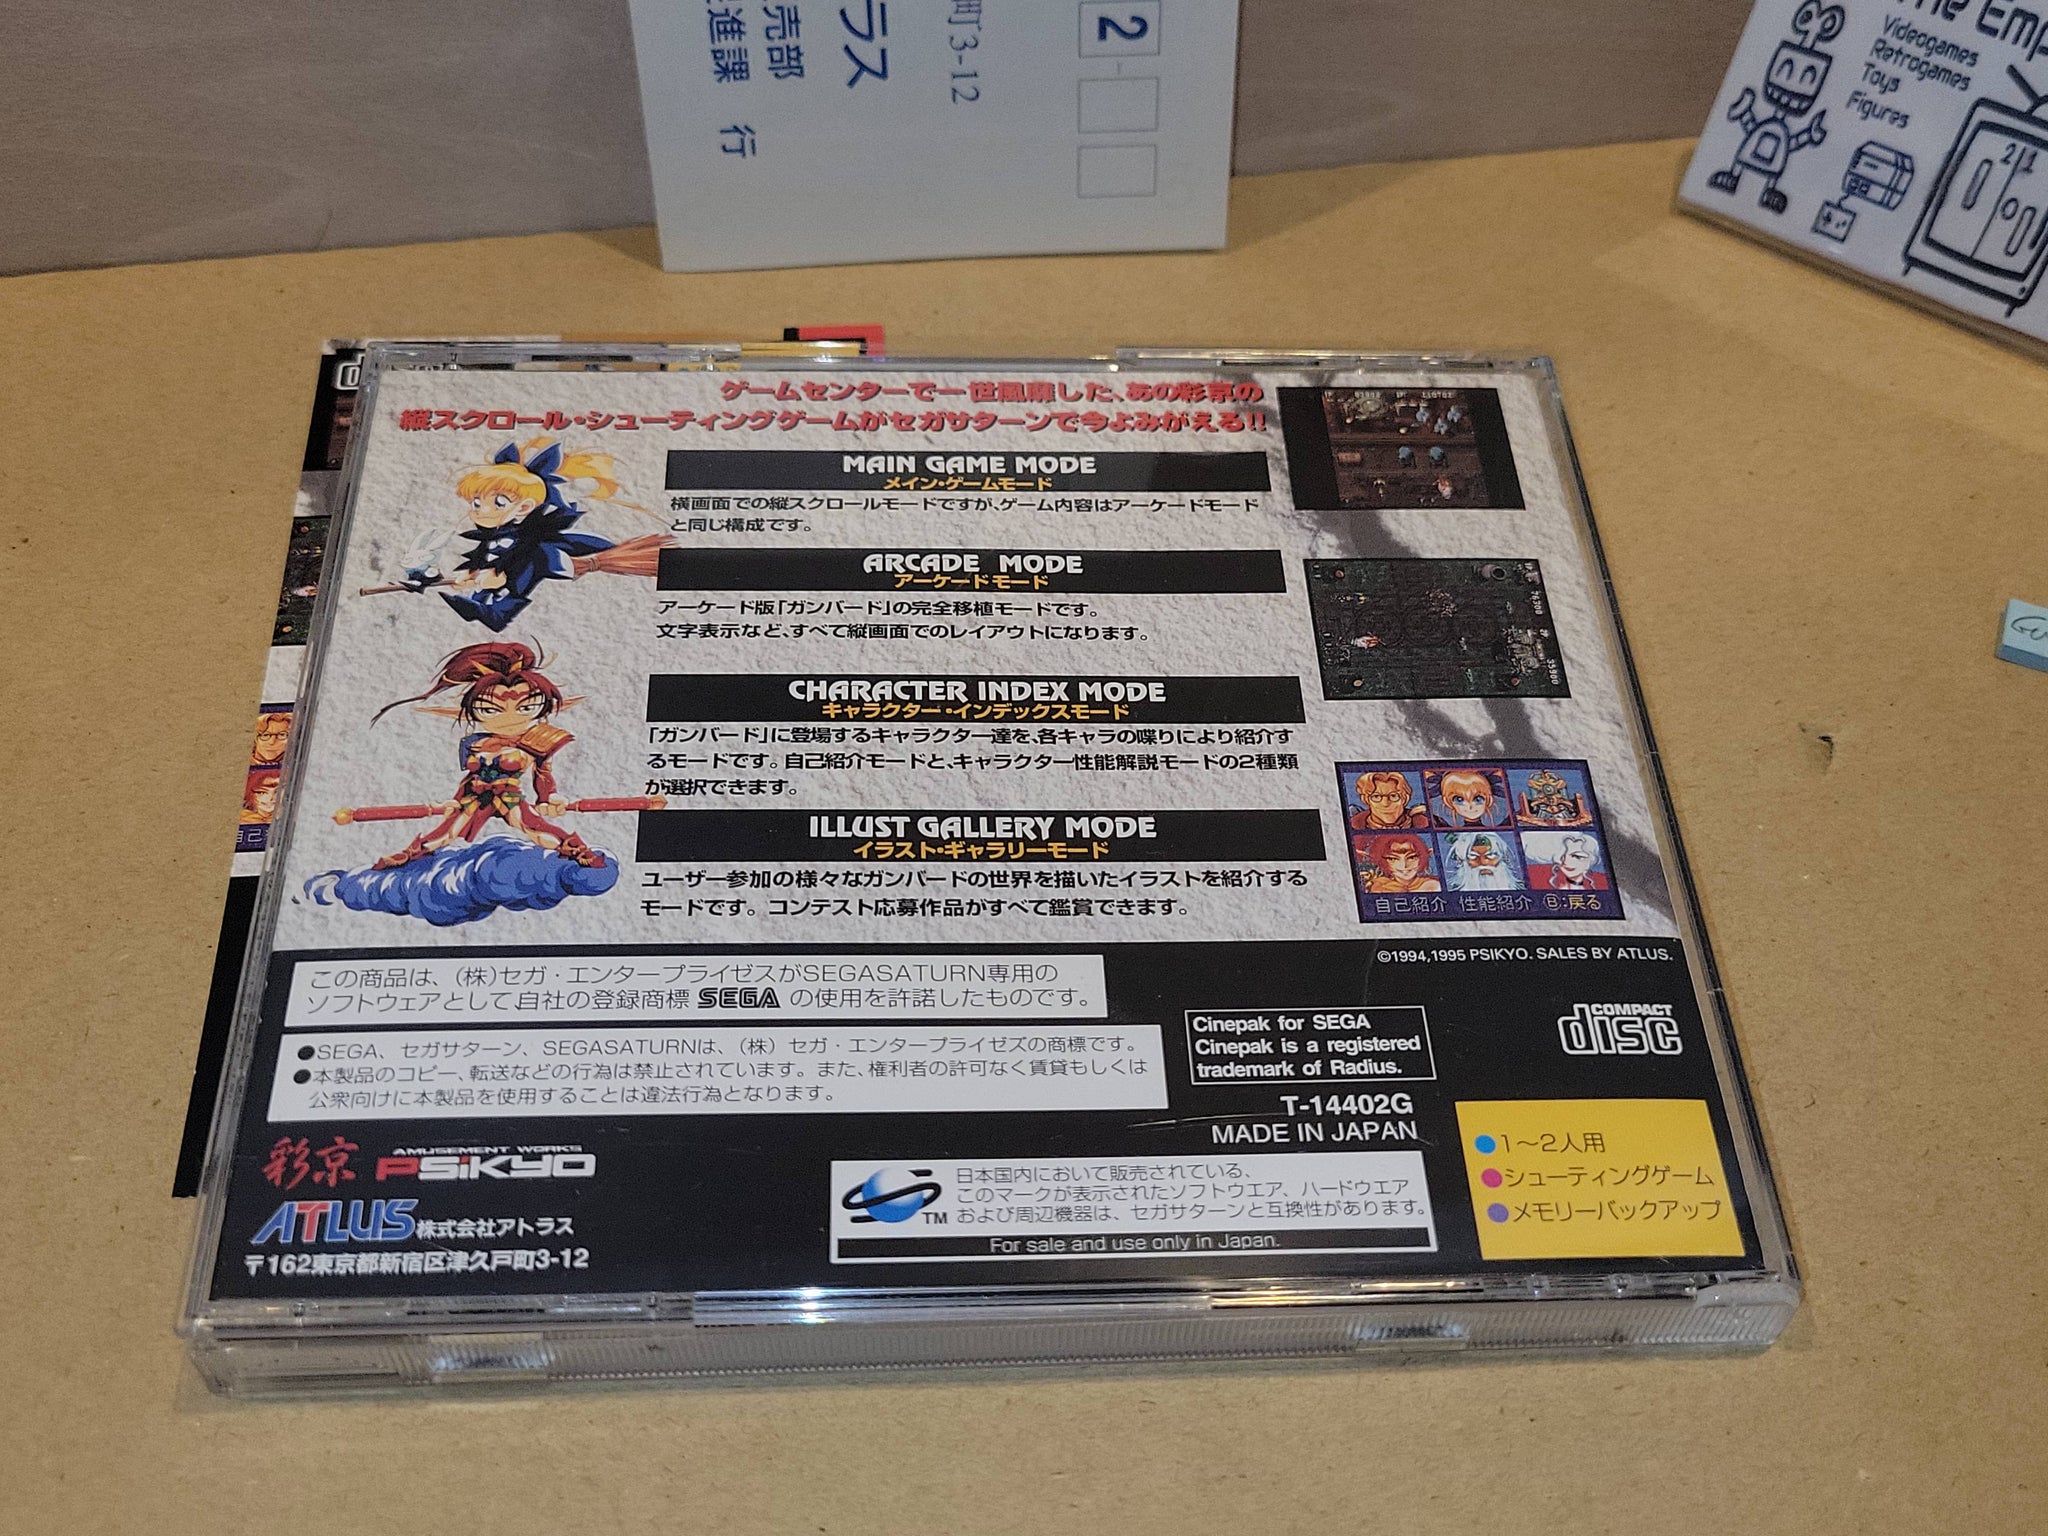 2
町3-12
ラス
売部
進課 行
The Emp
Videogames
Retrogames
Toys
Figures
ゲームセンターで一世風靡した、あの彩京の
縦スクロール・シューティングゲームがセガサターンで今よみがえる!!
MAIN GAME MODE
メイン・ゲームモード
横画面での縦スクロールモードですが、ゲーム内容はアーケードモード
と同じ構成です。
ARCADE MODE
アーケードモード
アーケード版「ガンバード」の完全移植モードです。
文字表示など、すべて縦画面でのレイアウトになります。
CHARACTER INDEX MODE
キャラクター・インデックスモード
「ガンバード」に登場するキャラクター達を、各キャラの喋りにより紹介す
るモードです。自己紹介モードと、キャラクター性能解説モードの2種類
が選択できます。
ILLUST GALLERY MODE
イラスト・ギャラリーモード
ユーザー参加の様々なガンバードの世界を描いたイラストを紹介する
モードです。コンテスト応募作品がすべて鑑賞できます。
自己紹介 性能紹介 Ⓑ:戻る
©1994,1995 PSIKYO. SALES BY ATLUS.
この商品は、(株)セガ・エンタープライゼスがSEGASATURN専用の
ソフトウェアとして、自社の登録商標 SEGA の使用を許諾したものです。
●SEGA、セガサターン、SEGASATURNは、(株)セガ・エンタープライゼズの商標です。
●本製品のコピー、転送などの行為は禁止されています。また、権利者の許可なく賃貸もしくは
公衆向けに本製品を使用することは違法行為となります。
Cinepak for SEGA
Cinepak is a registered
trademark of Radius.
COMPACT
disc
T-14402G
MADE IN JAPAN
彩京 AMUSEMENT WORKS
PSIKYO
ATLUS 株式会社アトラス
〒162東京都新宿区津久戸町3-12
TM
日本国内において販売されている、
このマークが表示されたソフトウエア、ハードウエア
および周辺機器は、セガサターンと互換性があります。
For sale and use only in Japan.
●1～2人用
●シューティングゲーム
●メモリーバックアップ